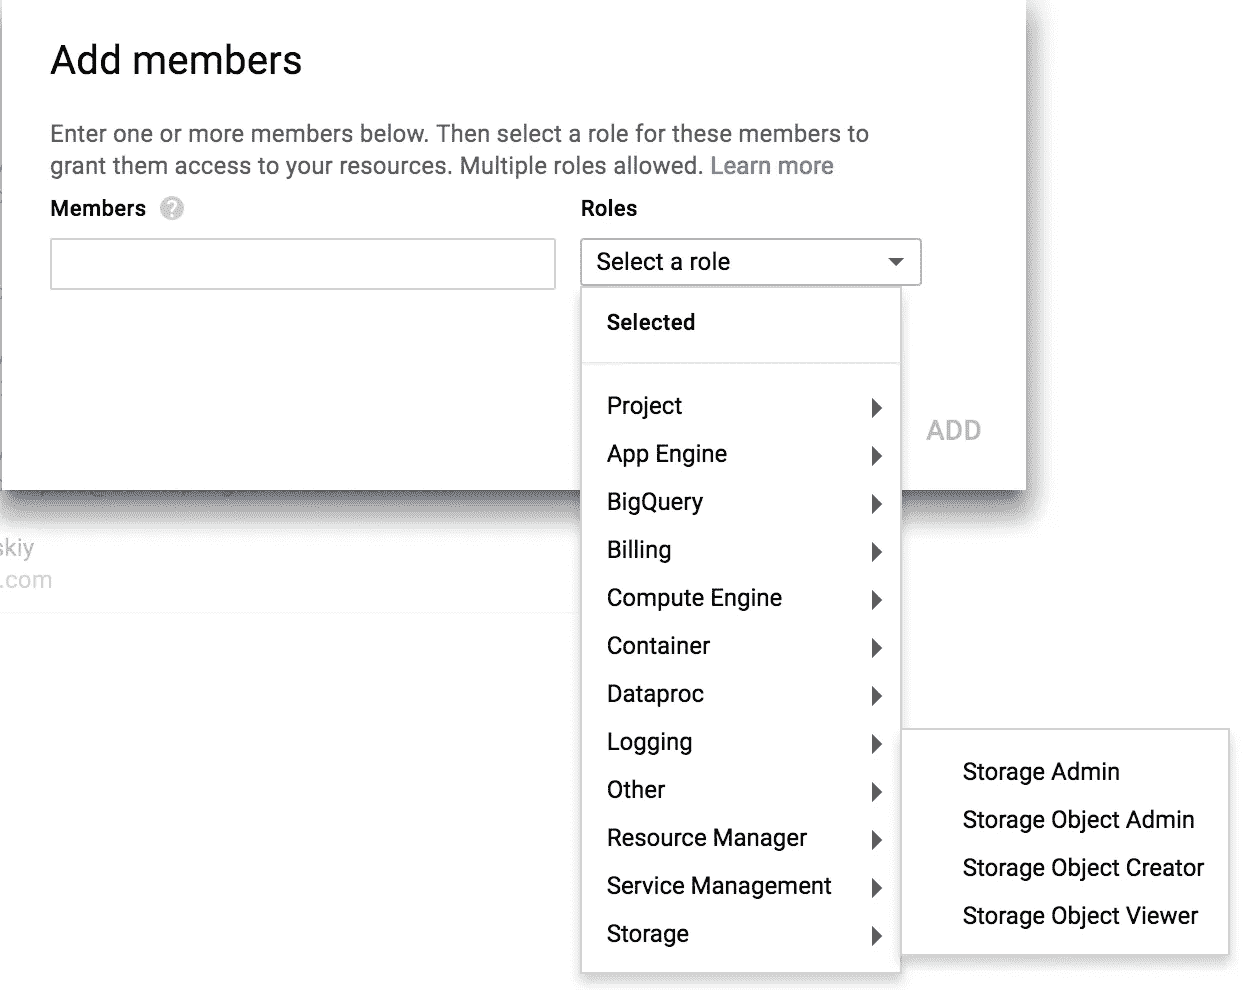 Add members
Enter one or more members below. Then select a role for these members to
grant them access to your resources. Multiple roles allowed. Learn more
Members ?
Roles
Select a role
Selected
Project
App Engine
BigQuery
Billing
Compute Engine
Container
Dataproc
Logging
Other
Resource Manager
Service Management
Storage
Storage Admin
Storage Object Admin
Storage Object Creator
Storage Object Viewer
ADD
skiy
.com